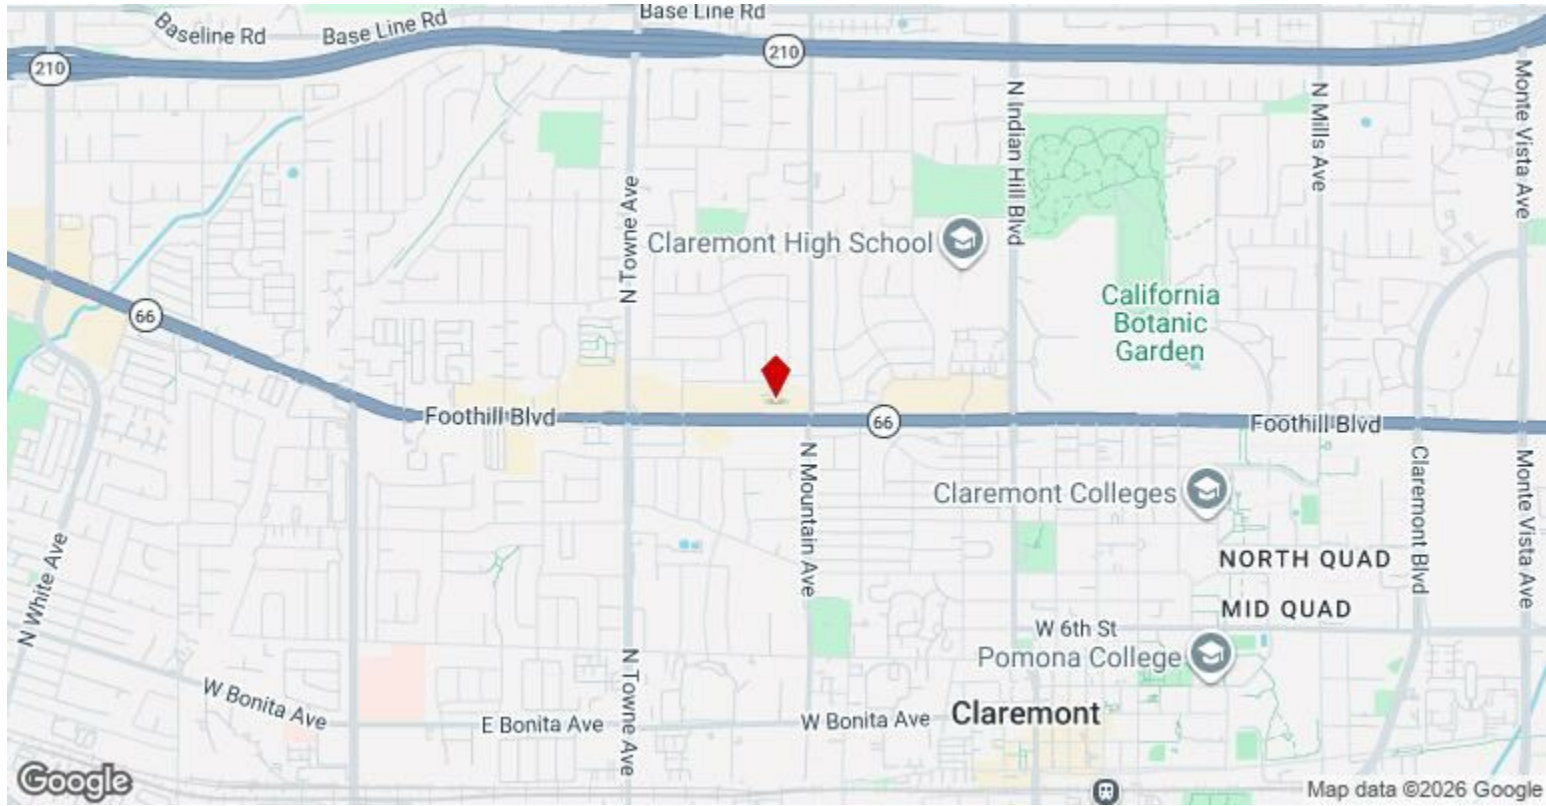 Base Line Rd
Baseline Rd
Base Line Rd
210
210
N Indian Hill Blvd
N Mills Ave
Monte Vista Ave
N Towne Ave
Claremont High School
California
Botanic
Garden
66
Foothill Blvd
66
Foothill Blvd
N Mountain Ave
Claremont Blvd
Monte Vista Ave
Claremont Colleges
N White Ave
NORTH QUAD
MID QUAD
W 6th St
Pomona College
N Towne Ave
W Bonita Ave
E Bonita Ave
W Bonita Ave
Claremont
Google
Map data ©2026 Google